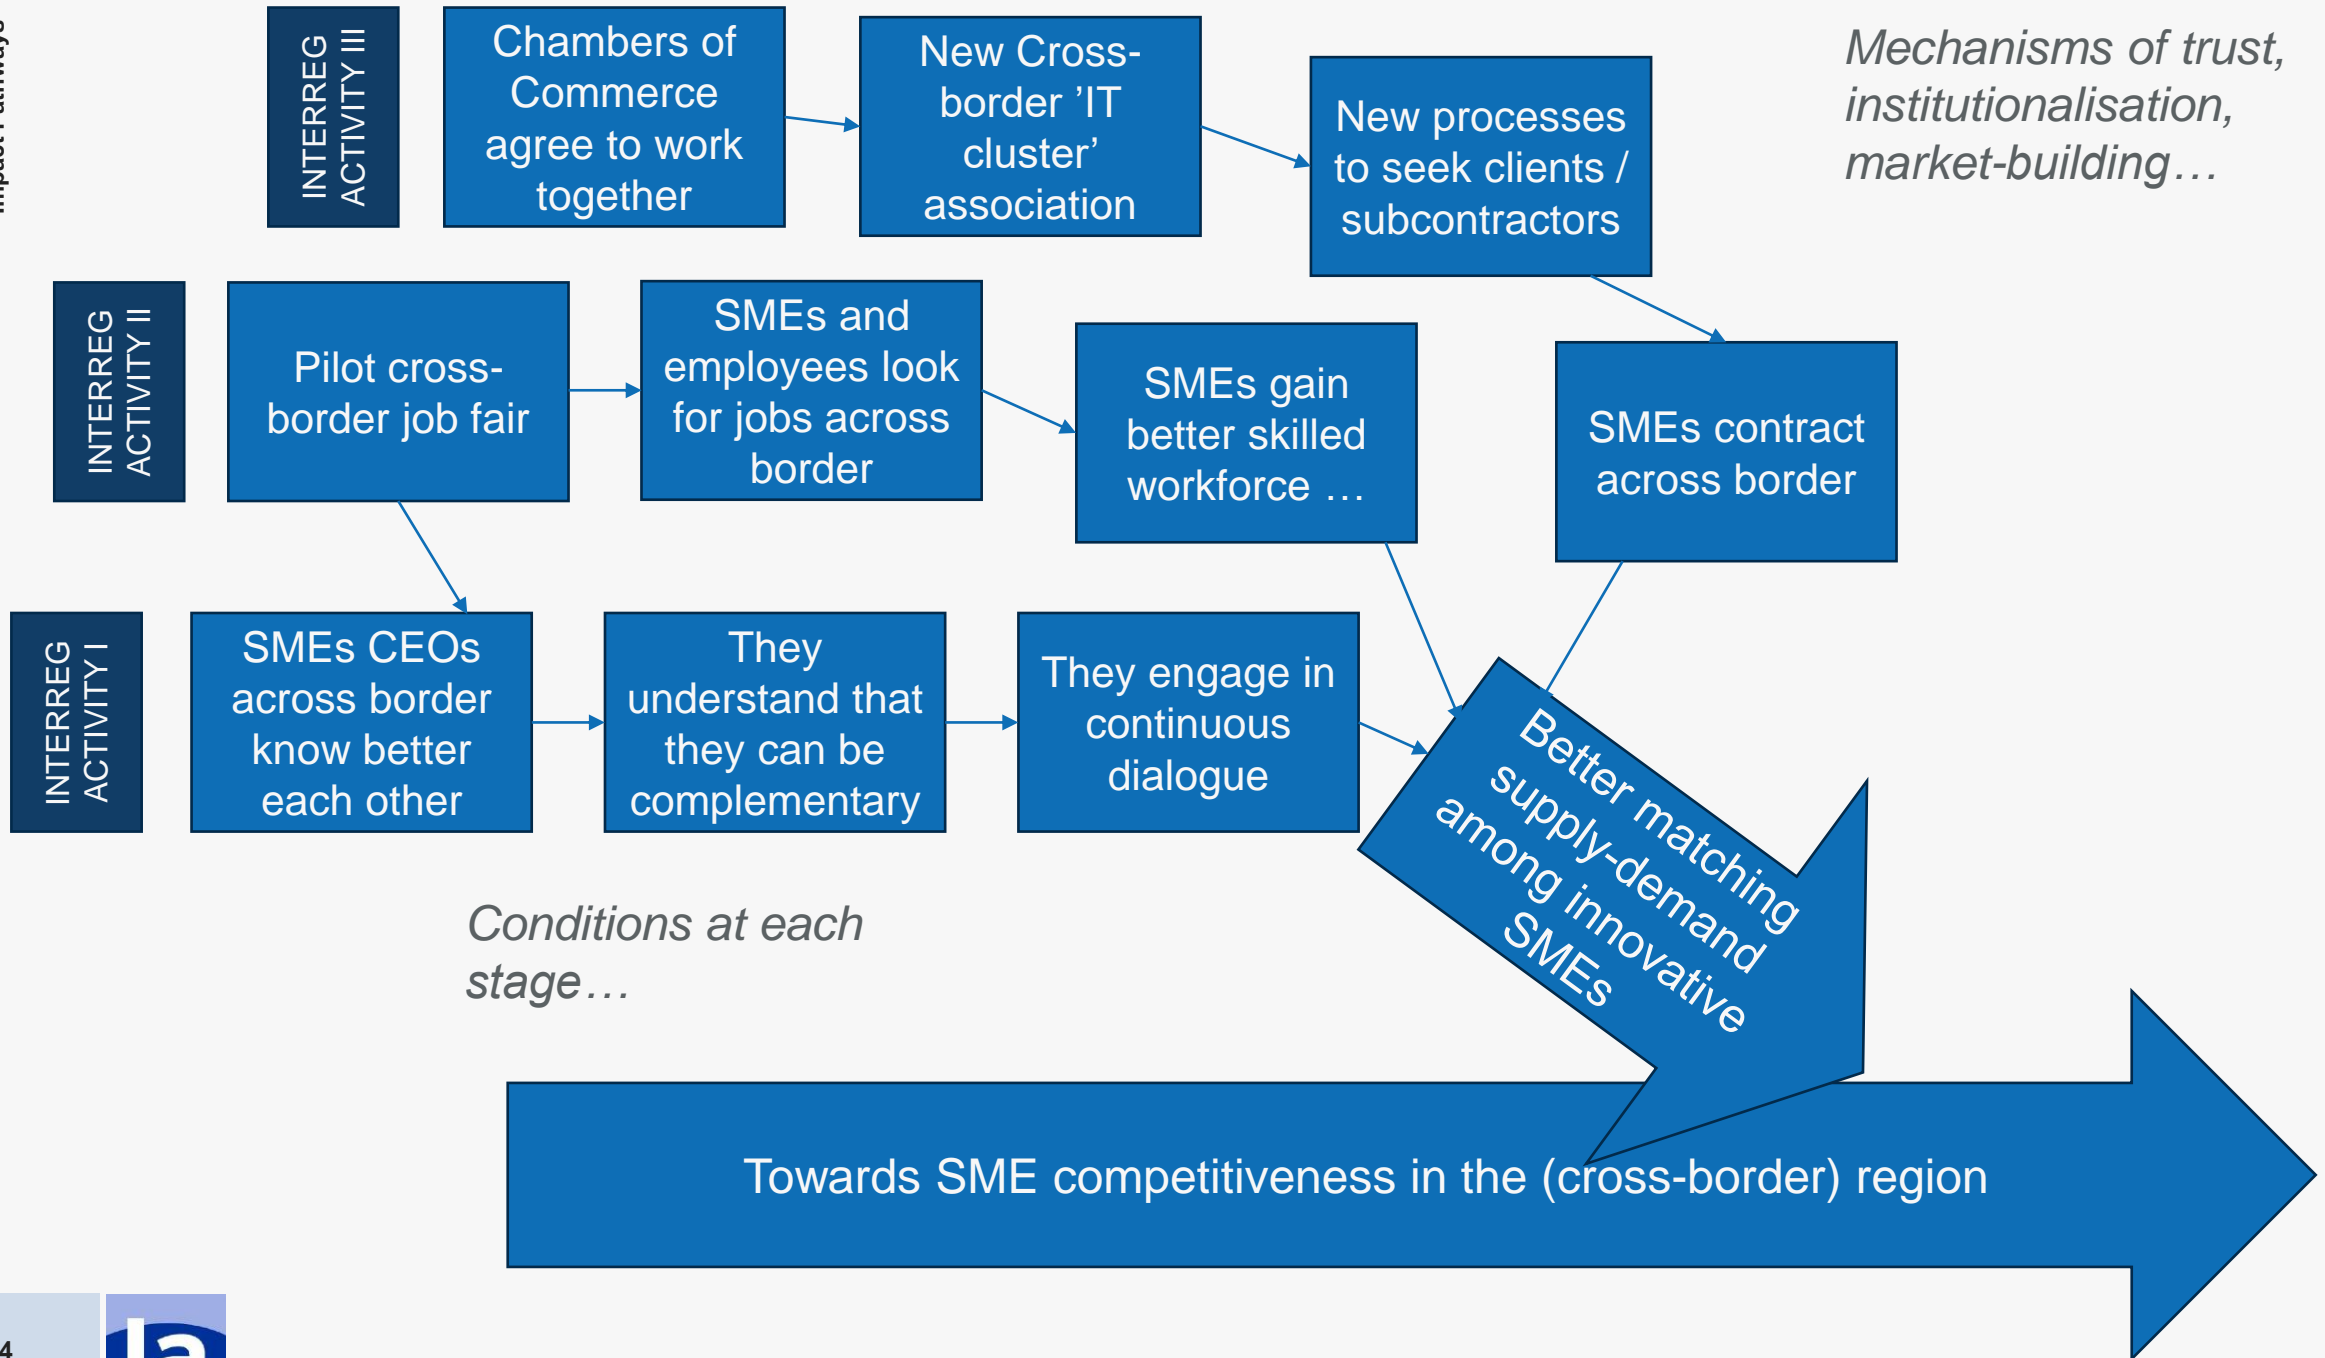 Impact Pathways
INTERREG
ACTIVITY III
Chambers of
Commerce
agree to work
together
New Cross-
border ’IT
cluster’
association
New processes
to seek clients /
subcontractors
Mechanisms of trust,
institutionalisation,
market-building…
INTERREG
ACTIVITY II
Pilot cross-
border job fair
SMEs and
employees look
for jobs across
border
SMEs gain
better skilled
workforce …
SMEs contract
across border
INTERREG
ACTIVITY I
SMEs CEOs
across border
know better
each other
They
understand that
they can be
complementary
They engage in
continuous
dialogue
Better matching
supply-demand
among innovative
SMEs
Conditions at each
stage…
Towards SME competitiveness in the (cross-border) region
4
la